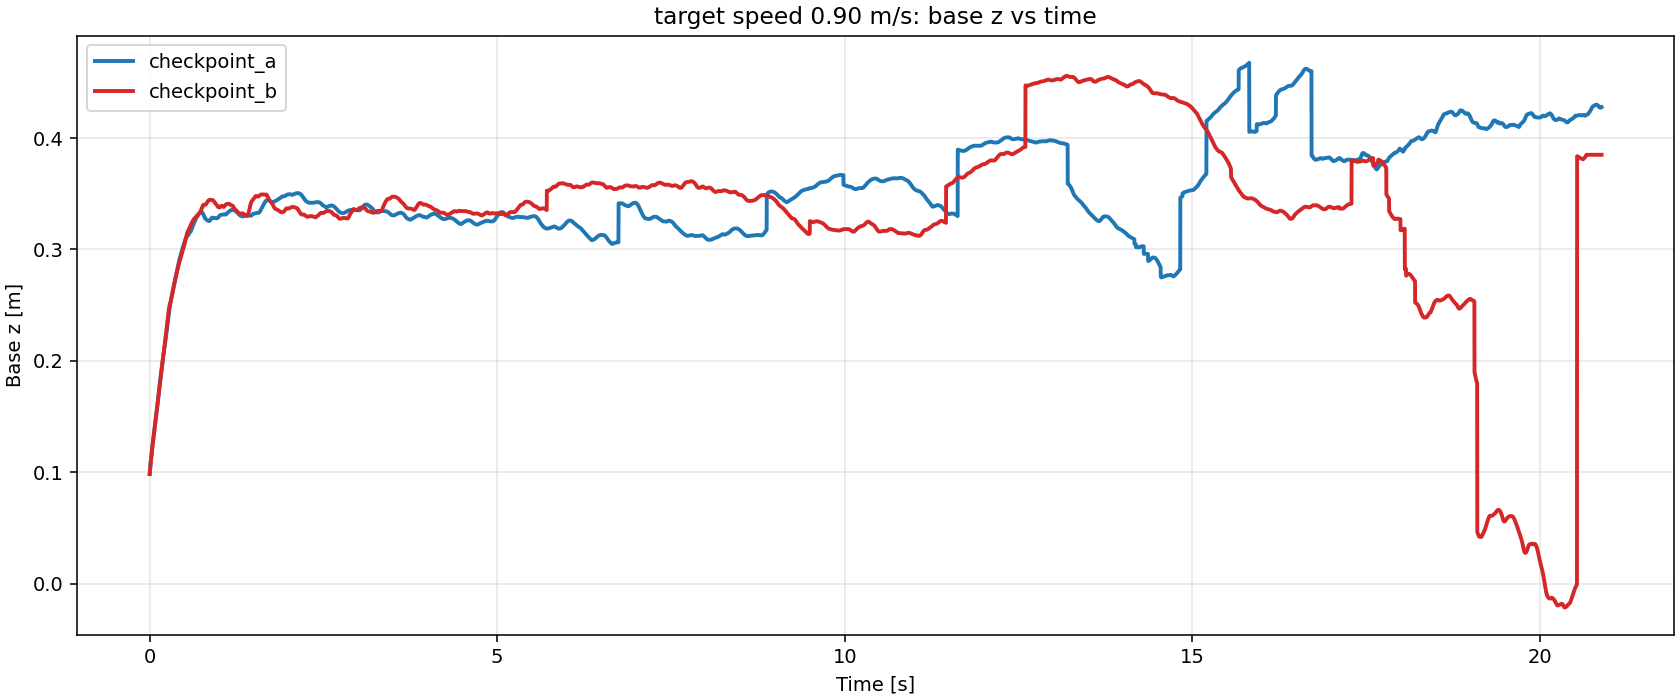 target speed 0.90 m/s: base z vs time
checkpoint_a
checkpoint_b
Base z [m]
0.4
0.3
0.2
0.1
0.0
0 5 10 15 20
Time [s]